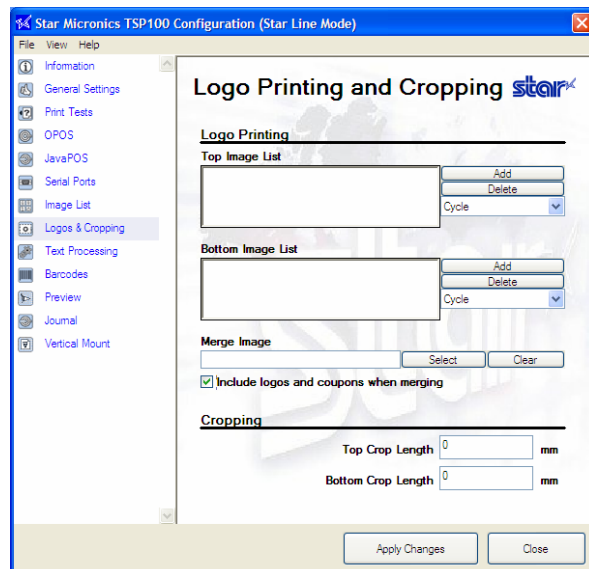 Star Micronics TSP100 Configuration (Star Line Mode)
File View Help
Information
General Settings
Print Tests
OPOS
JavaPOS
Serial Ports
Image List
Logos & Cropping
Text Processing
Barcodes
Preview
Journal
Vertical Mount
Logo Printing and Cropping star
Logo Printing
Top Image List
Add
Delete
Cycle
Bottom Image List
Add
Delete
Cycle
Merge Image
Select Clear
Include logos and coupons when merging
Cropping
Top Crop Length 0 mm
Bottom Crop Length 0 mm
Apply Changes Close